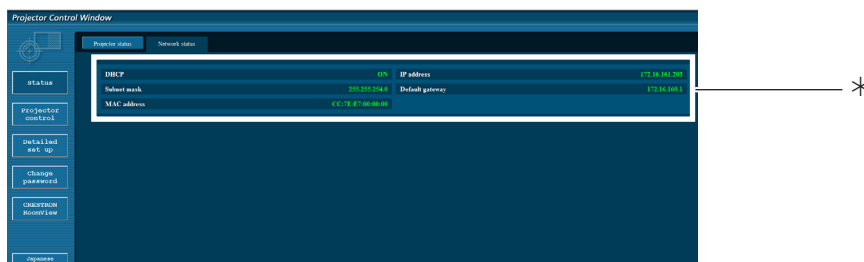 Projector Control Window
Projector status
Network status
DHCP ON IP address 172.16.161.203
Subnet mask 255.255.254.0 Default gateway 172.16.160.1
MAC address CC:7E:E7:00:00:00
Status
Projector
control
Detailed
set up
Change
password
CRESTRON
RoomView
Japanese
*